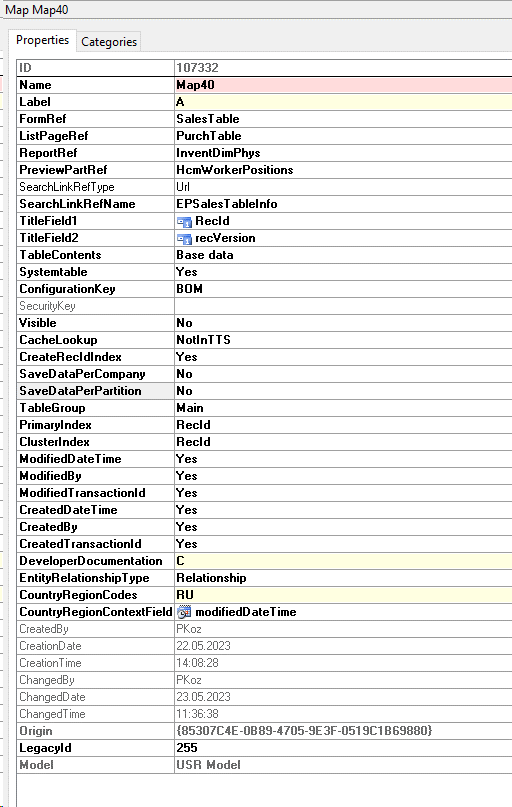 Map Map40
Properties Categories
ID 107332
Name Map40
Label A
FormRef SalesTable
ListPageRef PurchTable
ReportRef InventDimPhys
PreviewPartRef HcmWorkerPositions
SearchLinkRefType Url
SearchLinkRefName EPSalesTableInfo
TitleField1 RecId
TitleField2 recVersion
TableContents Base data
Systemtable Yes
ConfigurationKey BOM
SecurityKey
Visible No
CacheLookup NotInTTS
CreateRecIdIndex Yes
SaveDataPerCompany No
SaveDataPerPartition No
TableGroup Main
PrimaryIndex RecId
ClusterIndex RecId
ModifiedDateTime Yes
ModifiedBy Yes
ModifiedTransactionId Yes
CreatedDateTime Yes
CreatedBy Yes
CreatedTransactionId Yes
DeveloperDocumentation C
EntityRelationshipType Relationship
CountryRegionCodes RU
CountryRegionContextField modifiedDateTime
CreatedBy PKoz
CreationDate 22.05.2023
CreationTime 14:08:28
ChangedBy PKoz
ChangedDate 23.05.2023
ChangedTime 11:36:38
Origin {85307C4E-0B89-4705-9E3F-0519C1B69880}
LegacyId 255
Model USR Model